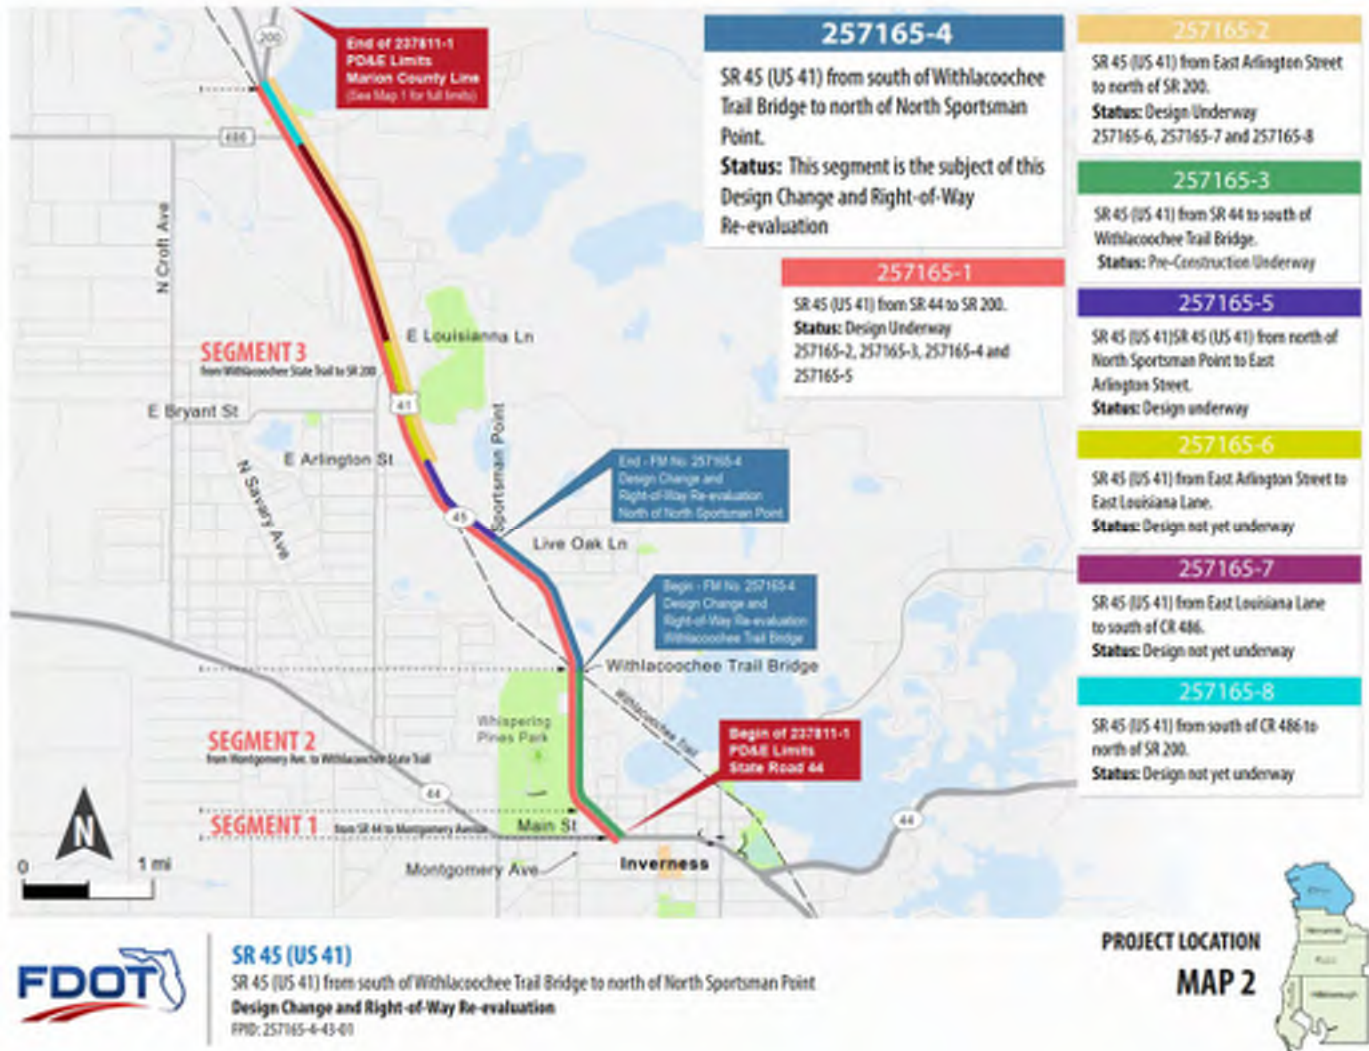 200
End of 237811-1
PD&E Limits
Marion County Line
(See Map 1 for full limits)
486
N Croft Ave
257165-4
SR 45 (US 41) from south of Withlacoochee
Trail Bridge to north of North Sportsman
Point.
Status: This segment is the subject of this
Design Change and Right-of-Way
Re-evaluation
257165-1
SR 45 (US 41) from SR 44 to SR 200.
Status: Design Underway
257165-2, 257165-3, 257165-4 and
257165-5
257165-2
SR 45 (US 41) from East Arlington Street
to north of SR 200.
Status: Design Underway
257165-6, 257165-7 and 257165-8
257165-3
SR 45 (US 41) from SR 44 to south of
Withlacoochee Trail Bridge.
Status: Pre-Construction Underway
257165-5
SR 45 (US 41)SR 45 (US 41) from north of
North Sportsman Point to East
Arlington Street.
Status: Design underway
257165-6
SR 45 (US 41) from East Arlington Street to
East Louisiana Lane.
Status: Design not yet underway
257165-7
SR 45 (US 41) from East Louisiana Lane
to south of CR 486.
Status: Design not yet underway
257165-8
SR 45 (US 41) from south of CR 486 to
north of SR 200.
Status: Design not yet underway
E Louisianna Ln
SEGMENT 3
from Withlacoochee State Trail to SR 200
41
E Bryant St
E Arlington St
N Savary Ave
Sportsman Point
45
End - FM No. 257165-4
Design Change and
Right-of-Way Re-evaluation
North of North Sportsman Point
Live Oak Ln
Begin - FM No. 257165-4
Design Change and
Right-of-Way Re-evaluation
Withlacoochee Trail Bridge
Withlacoochee Trail Bridge
Withlacoochee Trail
Whispering
Pines Park
Begin of 237811-1
PD&E Limits
State Road 44
SEGMENT 2
from Montgomery Ave. to Withlacoochee State Trail
44
SEGMENT 1
from SR 44 to Montgomery Avenue
Main St
44
Montgomery Ave
Inverness
N
0 1 mi
FDOT
SR 45 (US 41)
SR 45 (US 41) from south of Withlacoochee Trail Bridge to north of North Sportsman Point
Design Change and Right-of-Way Re-evaluation
FPID: 257165-4-43-01
PROJECT LOCATION
MAP 2
Citrus
Hernando
Pasco
Hillsborough